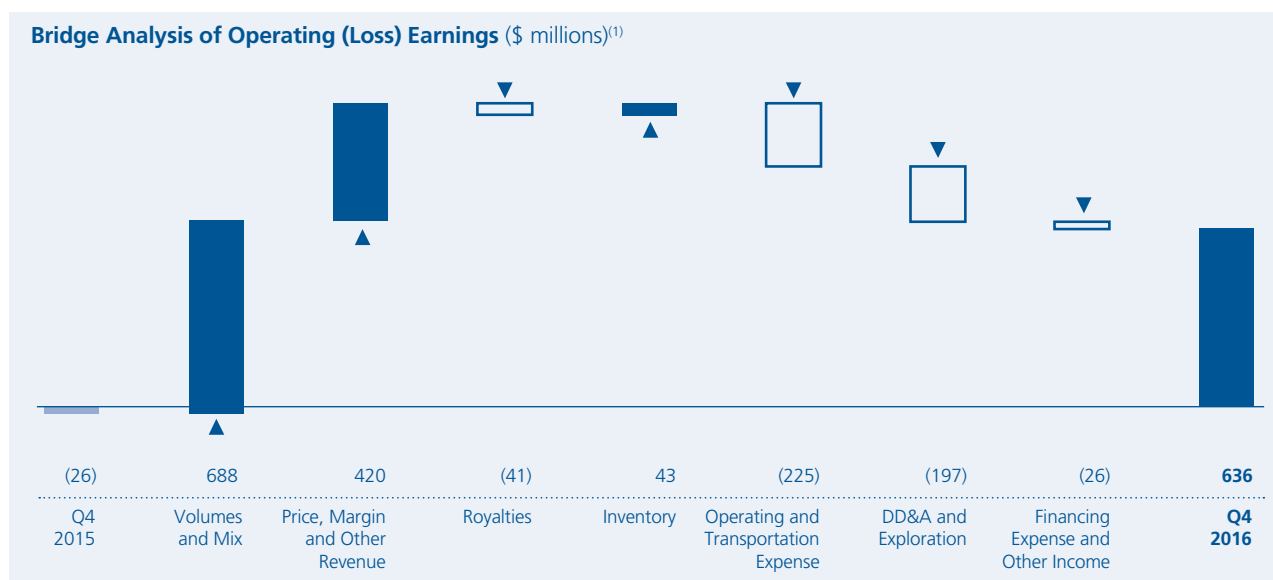 Bridge Analysis of Operating (Loss) Earnings ($ millions)(1)
(26) 688 420 (41) 43 (225) (197) (26) 636
Q4 Volumes Price, Margin Royalties Inventory Operating and DD&A and Financing Q4
2015 and Mix and Other Transportation Exploration Expense and 2016
Revenue Expense Other Income